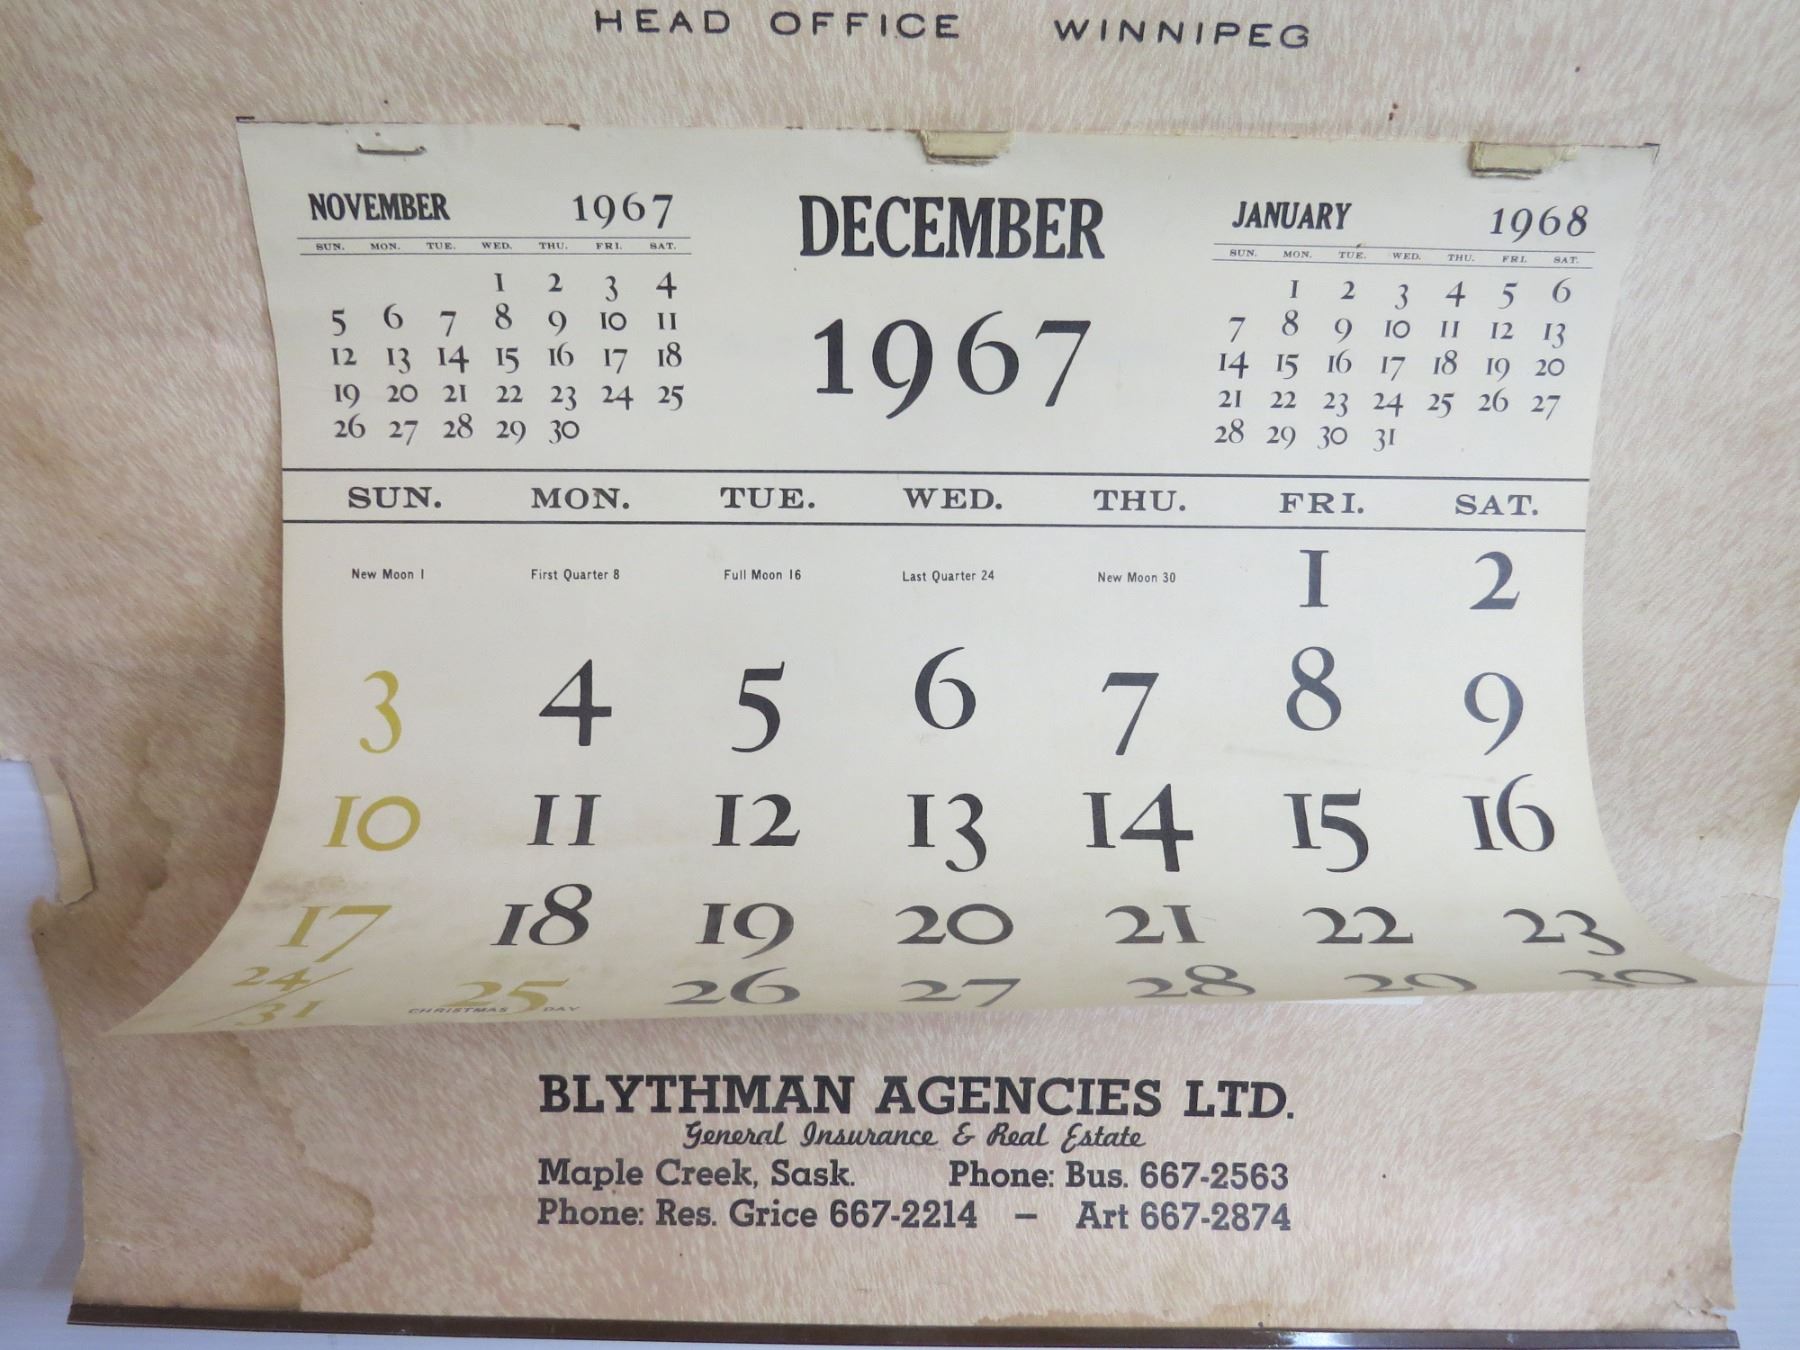 HEAD OFFICE WINNIPEG
NOVEMBER 1967
SUN. MON. TUE. WED. THU. FRI. SAT.
1 2 3 4
5 6 7 8 9 10 11
12 13 14 15 16 17 18
19 20 21 22 23 24 25
26 27 28 29 30
DECEMBER
1967
JANUARY 1968
SUN. MON. TUE. WED. THU. FRI. SAT.
1 2 3 4 5 6
7 8 9 10 11 12 13
14 15 16 17 18 19 20
21 22 23 24 25 26 27
28 29 30 31
SUN. MON. TUE. WED. THU. FRI. SAT.
New Moon 1 First Quarter 8 Full Moon 16 Last Quarter 24 New Moon 30 1 2
3 4 5 6 7 8 9
10 11 12 13 14 15 16
17 18 19 20 21 22 23
24/31 25 26 27 28 29 30
CHRISTMAS DAY
BLYTHMAN AGENCIES LTD.
General Insurance & Real Estate
Maple Creek, Sask. Phone: Bus. 667-2563
Phone: Res. Grice 667-2214 – Art 667-2874